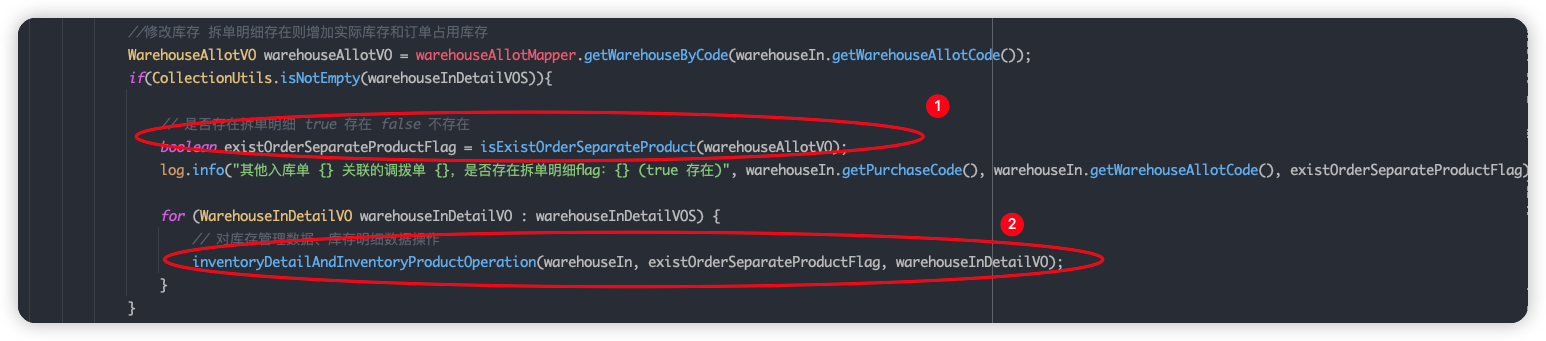 //修改库存 拆单明细存在则增加实际库存和订单占用库存
WarehouseAllotVO warehouseAllotVO = warehouseAllotMapper.getWarehouseByCode(warehouseIn.getWarehouseAllotCode());
if(CollectionUtils.isNotEmpty(warehouseInDetailVOS)){
1
// 是否存在拆单明细 true 存在 false 不存在
boolean existOrderSeparateProductFlag = isExistOrderSeparateProduct(warehouseAllotVO);
log.info("其他入库单 {} 关联的调拨单 {}，是否存在拆单明细flag：{} (true 存在)", warehouseIn.getPurchaseCode(), warehouseIn.getWarehouseAllotCode(), existOrderSeparateProductFlag)
for (WarehouseInDetailVO warehouseInDetailVO : warehouseInDetailVOS) {
2
// 对库存管理数据、库存明细数据操作
inventoryDetailAndInventoryProductOperation(warehouseIn, existOrderSeparateProductFlag, warehouseInDetailVO);
}
}